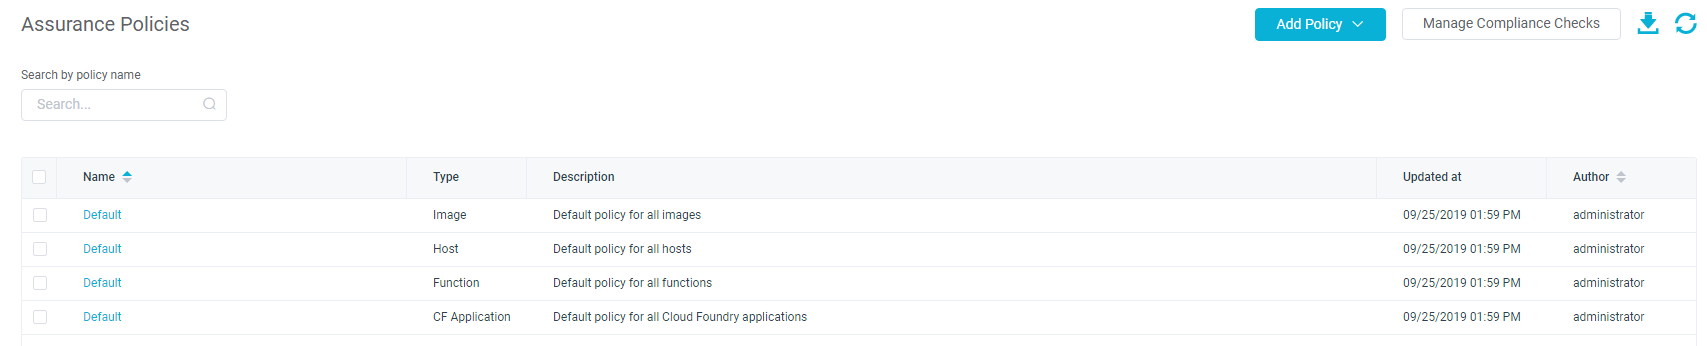 Assurance Policies
Add Policy
Manage Compliance Checks
Search by policy name
Search...
Name Type Description Updated at Author
Default Image Default policy for all images 09/25/2019 01:59 PM administrator
Default Host Default policy for all hosts 09/25/2019 01:59 PM administrator
Default Function Default policy for all functions 09/25/2019 01:59 PM administrator
Default CF Application Default policy for all Cloud Foundry applications 09/25/2019 01:59 PM administrator